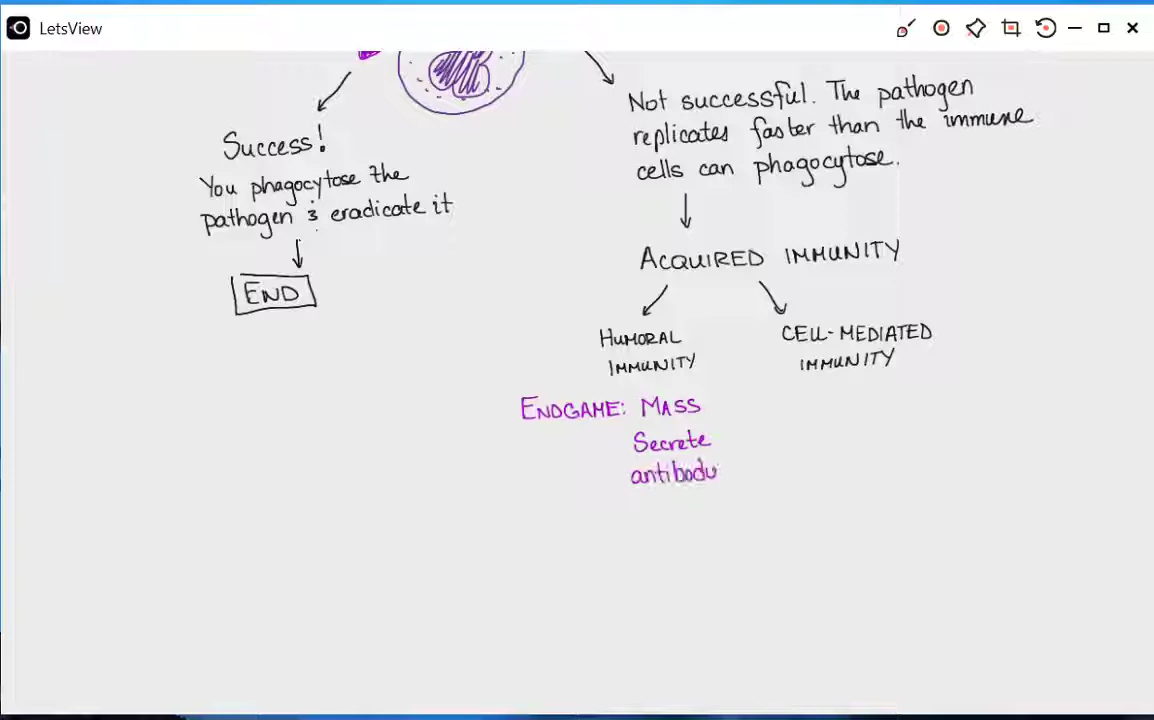 LetsView
Success!
You phagocytose the
pathogen & eradicate it
END
Not successful. The pathogen
replicates faster than the immune
cells can phagocytose.
ACQUIRED IMMUNITY
HUMORAL
IMMUNITY
CELL-MEDIATED
IMMUNITY
ENDGAME: MASS
Secrete
antibodu